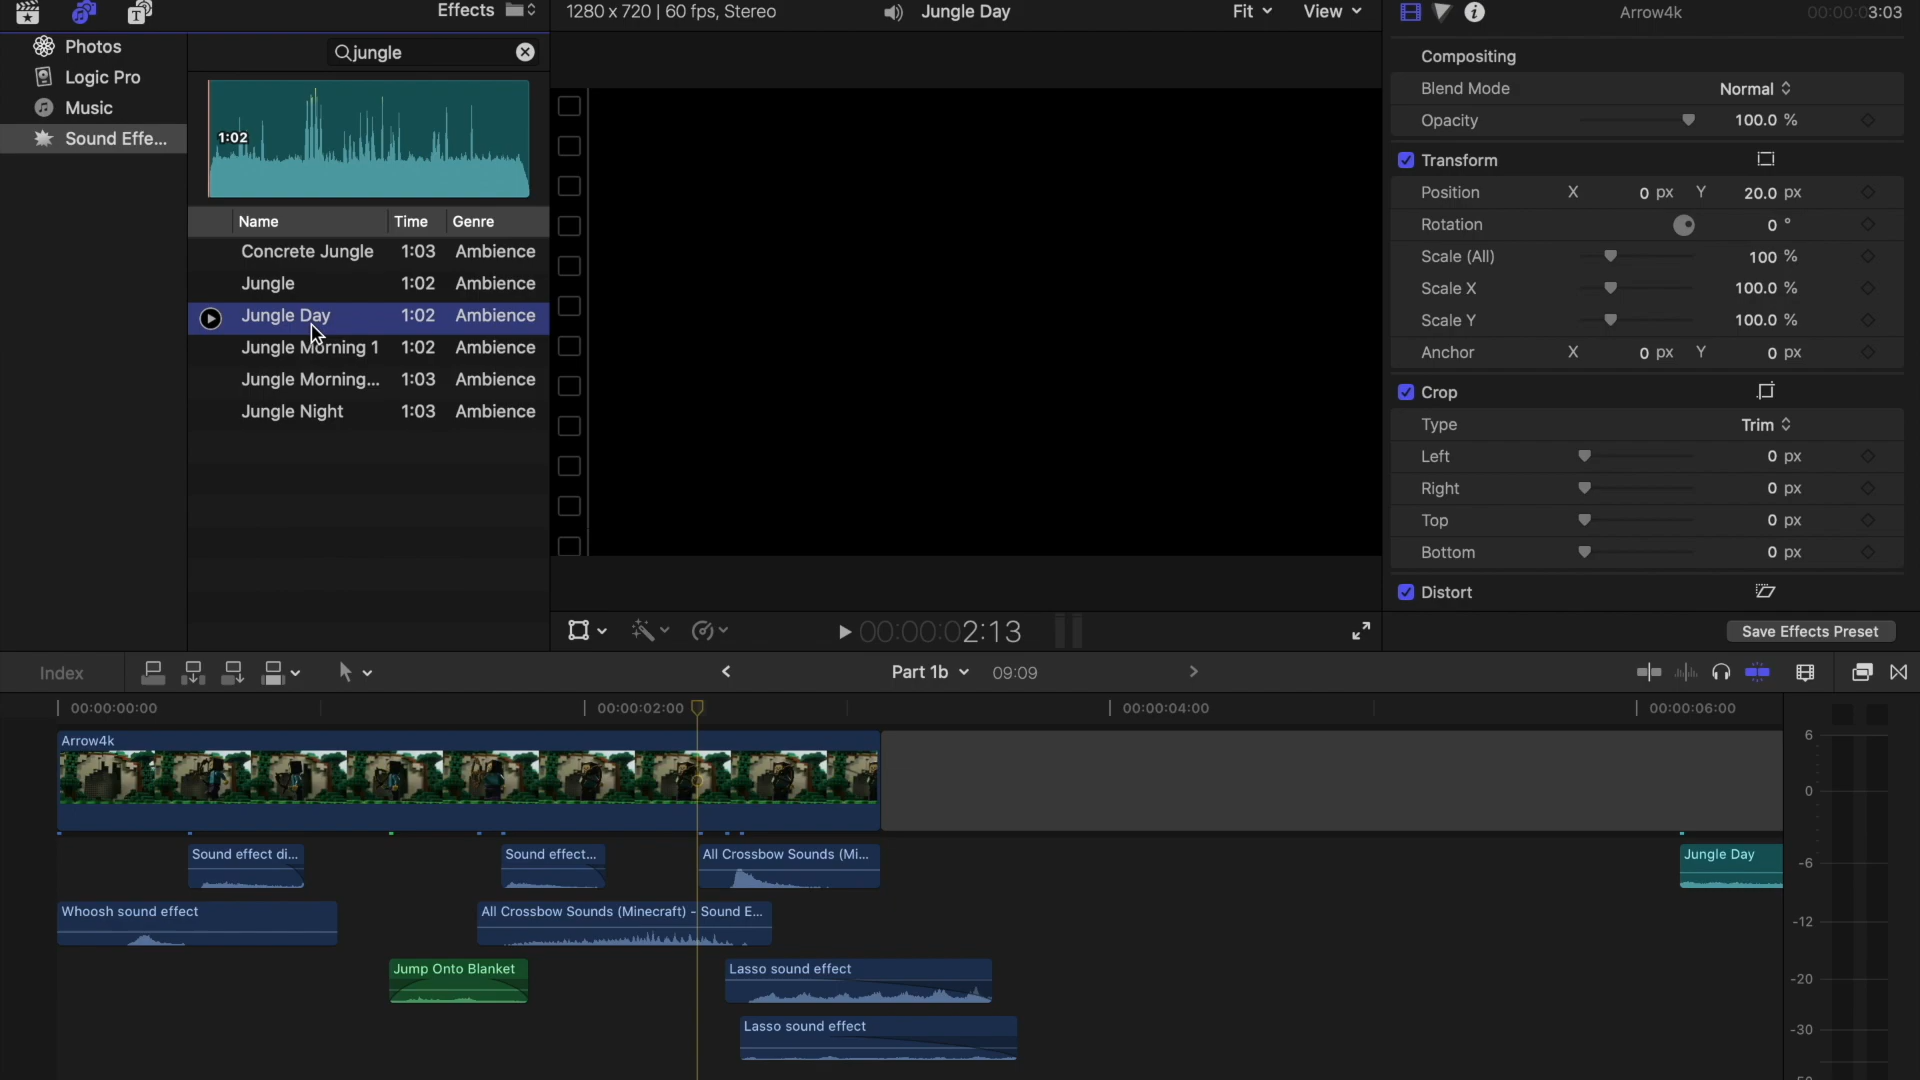 Effects
1280 x 720 | 60 fps, Stereo
Jungle Day
Fit
View
Arrow4k
00:00:03:03
Photos
Logic Pro
Music
Sound Effe...
jungle
1:02
Name Time Genre
Concrete Jungle 1:03 Ambience
Jungle 1:02 Ambience
Jungle Day 1:02 Ambience
Jungle Morning 1 1:02 Ambience
Jungle Morning... 1:03 Ambience
Jungle Night 1:03 Ambience
Compositing
Blend Mode Normal
Opacity 100.0 %
Transform
Position X 0 px Y 20.0 px
Rotation 0 °
Scale (All) 100 %
Scale X 100.0 %
Scale Y 100.0 %
Anchor X 0 px Y 0 px
Crop
Type Trim
Left 0 px
Right 0 px
Top 0 px
Bottom 0 px
Distort
00:00:02:13
Save Effects Preset
Index
Part 1b 09:09
00:00:00:00 00:00:02:00 00:00:04:00 00:00:06:00
Arrow4k
Sound effect di...
Sound effect...
All Crossbow Sounds (Mi...
Jungle Day
Whoosh sound effect
All Crossbow Sounds (Minecraft) - Sound E...
Jump Onto Blanket
Lasso sound effect
Lasso sound effect
6
0
-6
-12
-20
-30